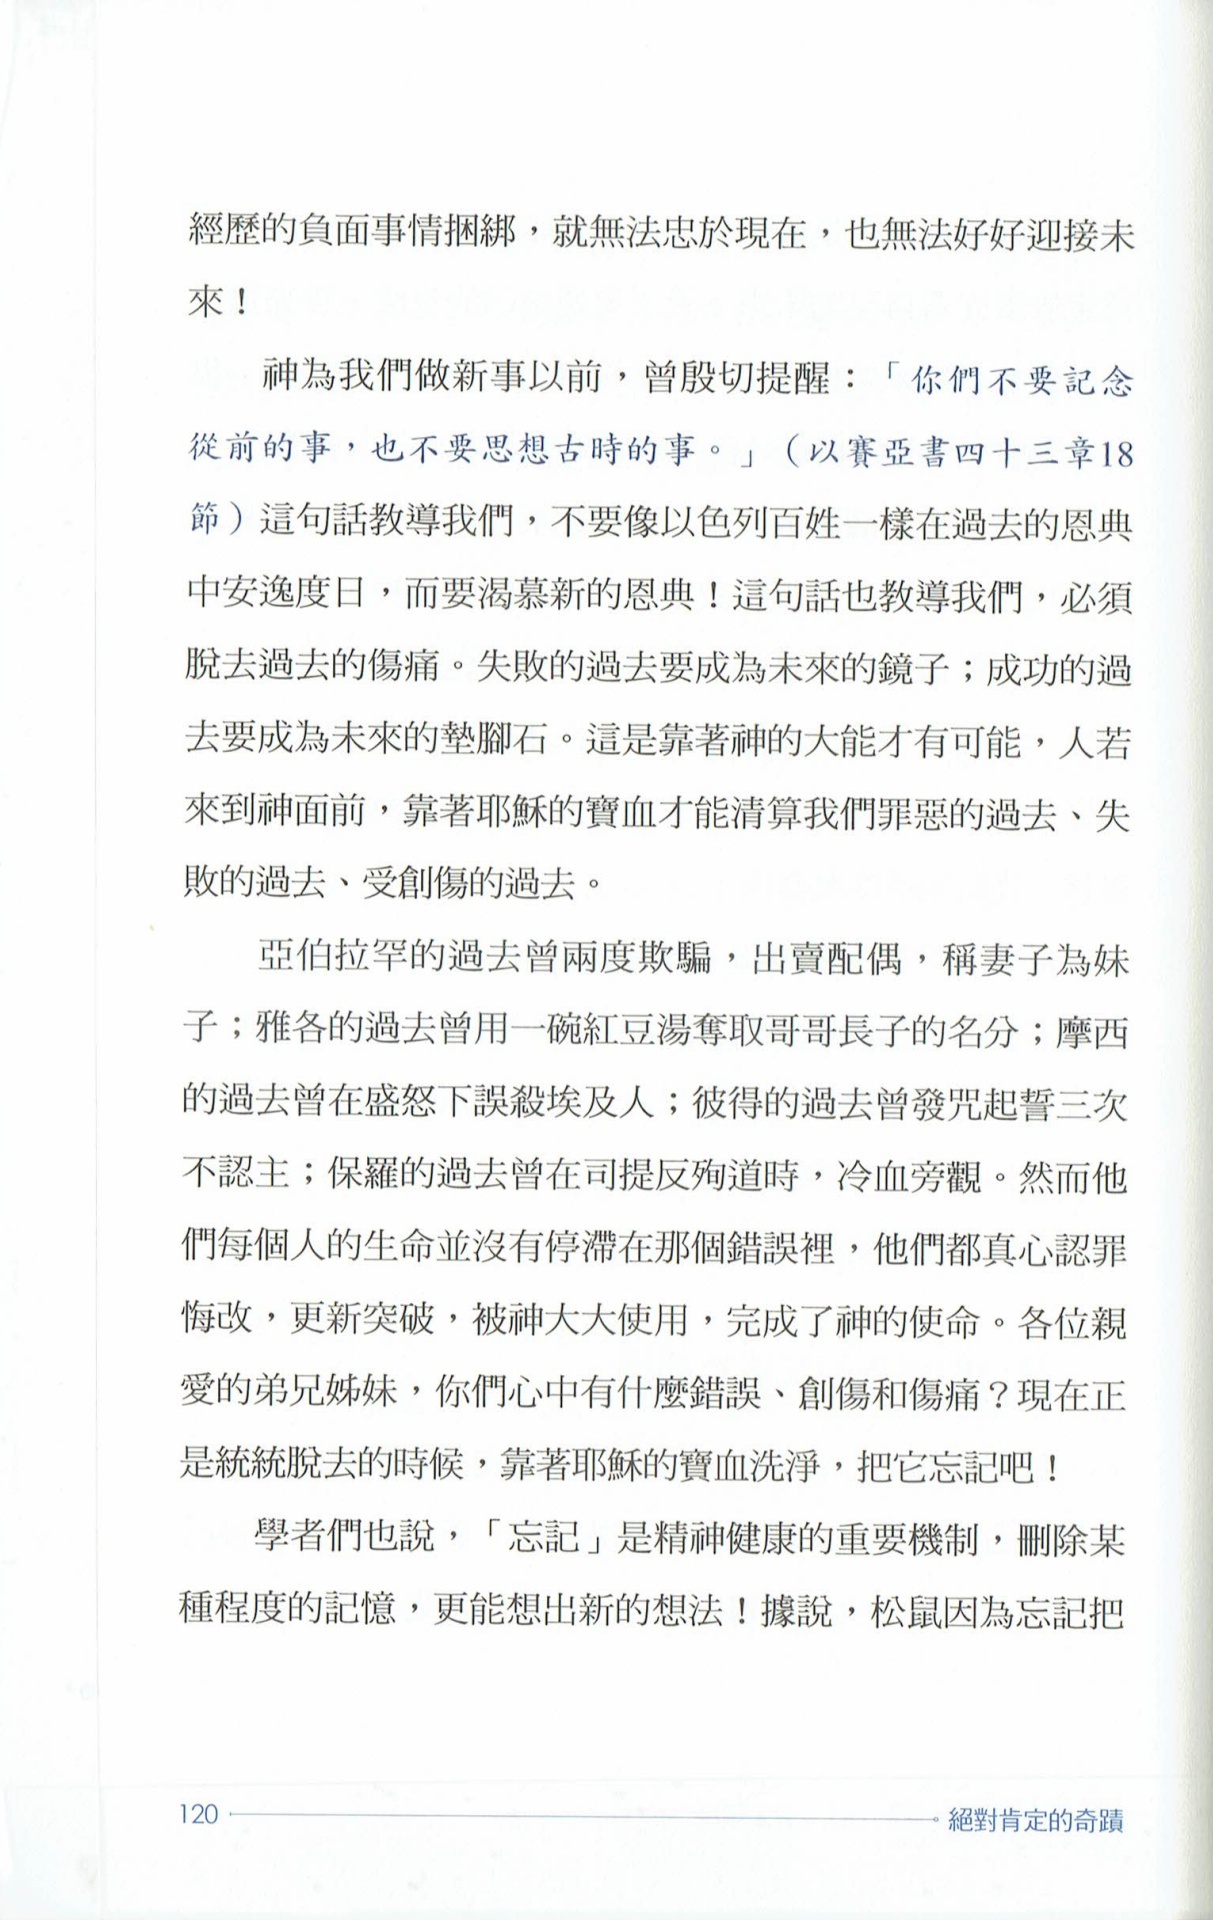 經歷的負面事情捆綁，就無法忠於現在，也無法好好迎接未
來！
神為我們做新事以前，曾殷切提醒：「你們不要記念
從前的事，也不要思想古時的事。」（以賽亞書四十三章18
節）這句話教導我們，不要像以色列百姓一樣在過去的恩典
中安逸度日，而要渴慕新的恩典！這句話也教導我們，必須
脫去過去的傷痛。失敗的過去要成為未來的鏡子；成功的過
去要成為未來的墊腳石。這是靠著神的大能才有可能，人若
來到神面前，靠著耶穌的寶血才能清算我們罪惡的過去、失
敗的過去、受創傷的過去。
亞伯拉罕的過去曾兩度欺騙，出賣配偶，稱妻子為妹
子；雅各的過去曾用一碗紅豆湯奪取哥哥長子的名分；摩西
的過去曾在盛怒下誤殺埃及人；彼得的過去曾發咒起誓三次
不認主；保羅的過去曾在司提反殉道時，冷血旁觀。然而他
們每個人的生命並沒有停滯在那個錯誤裡，他們都真心認罪
悔改，更新突破，被神大大使用，完成了神的使命。各位親
愛的弟兄姊妹，你們心中有什麼錯誤、創傷和傷痛？現在正
是統統脫去的時候，靠著耶穌的寶血洗淨，把它忘記吧！
學者們也說，「忘記」是精神健康的重要機制，刪除某
種程度的記憶，更能想出新的想法！據說，松鼠因為忘記把
120 絕對肯定的奇蹟